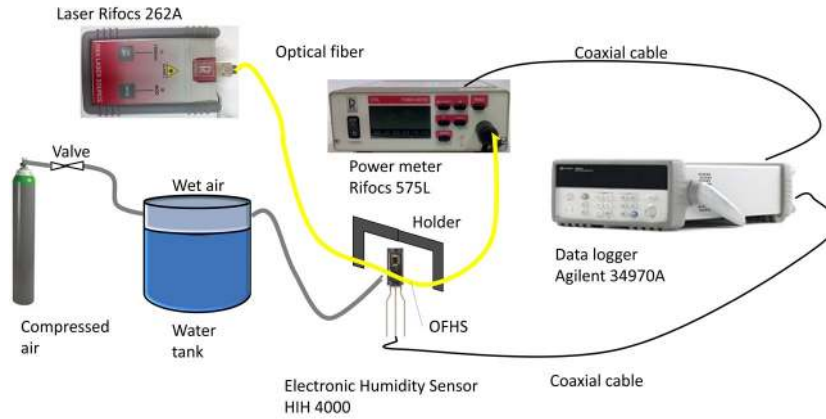 Laser Rifocs 262A
Optical fiber
Coaxial cable
Valve
Wet air
Power meter
Rifocs 575L
Holder
Data logger
Agilent 34970A
Compressed
air
Water
tank
OFHS
Electronic Humidity Sensor
HIH 4000
Coaxial cable